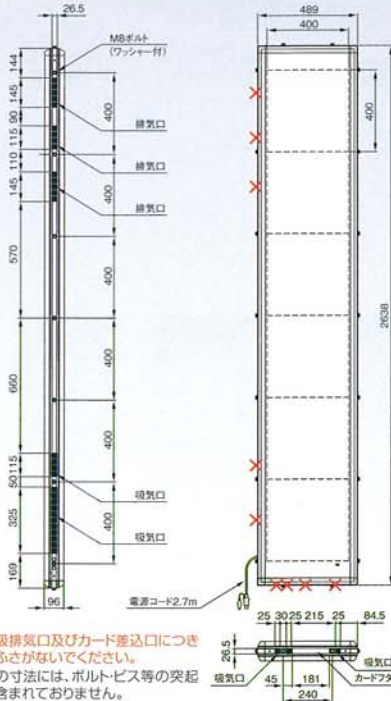 26.5
M8ボルト
(ワッシャー付)
144
145
90
115
110
145
570
660
115
50
325
169
400
400
400
400
400
400
排気口
排気口
排気口
吸気口
吸気口
96
電源コード2.7m
489
400
400
2638
25 30 25 215 25 84.5
26.5
吸気口
吸気口
カードフタ
45
181
240
吸排気口及びカード差込口につき
ふさがないでください。
の寸法には、ボルト・ビス等の突起
含まれておりません。